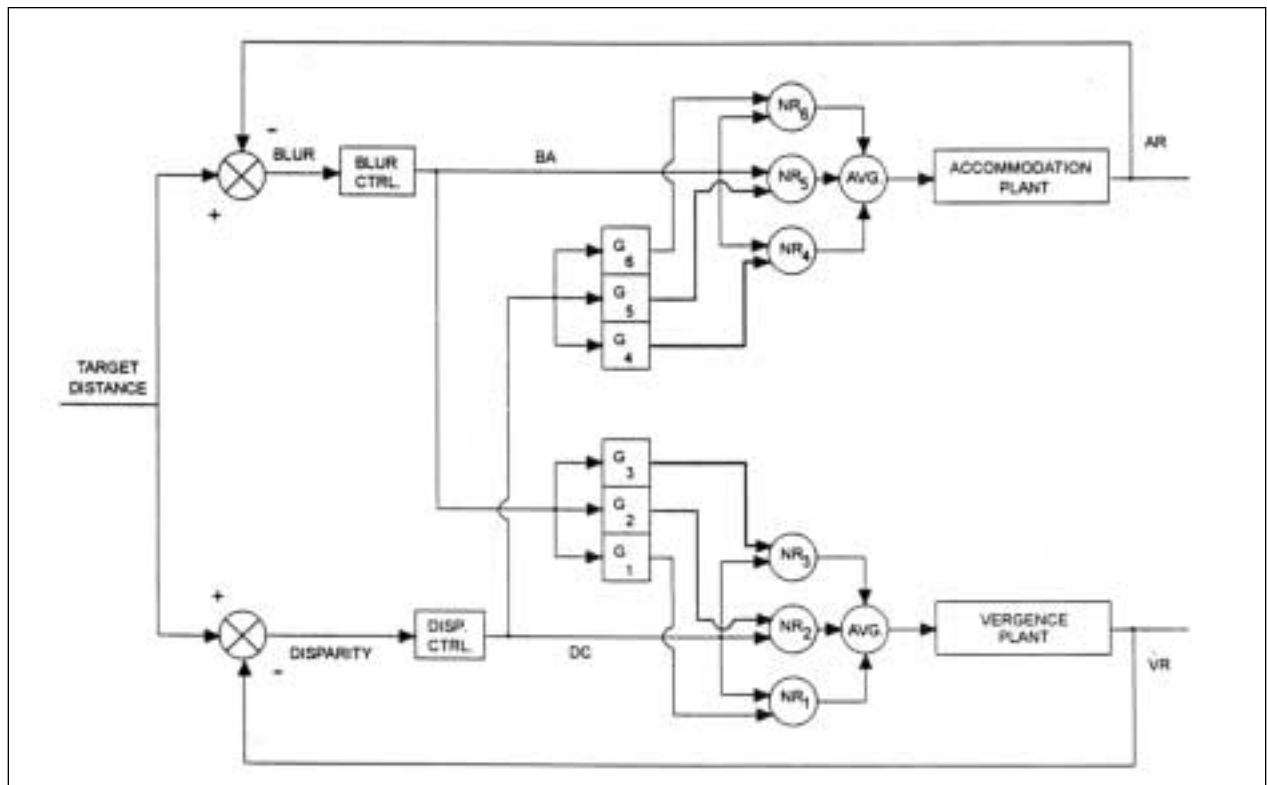 -
BLUR
+
BLUR
CTRL.
BA
NR6
NR5
NR4
AVG.
ACCOMMODATION
PLANT
AR
G
6
G
5
G
4
TARGET
DISTANCE
G
3
G
2
G
1
+
DISPARITY
-
DISP.
CTRL.
DC
NR3
NR2
NR1
AVG.
VERGENCE
PLANT
VR